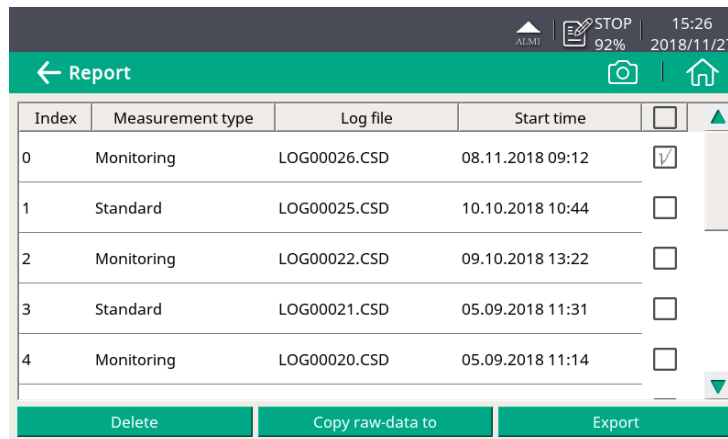 ALM1 STOP 15:26
92% 2018/11/27
Report
Index Measurement type Log file Start time
0 Monitoring LOG00026.CSD 08.11.2018 09:12
1 Standard LOG00025.CSD 10.10.2018 10:44
2 Monitoring LOG00022.CSD 09.10.2018 13:22
3 Standard LOG00021.CSD 05.09.2018 11:31
4 Monitoring LOG00020.CSD 05.09.2018 11:14
Delete Copy raw-data to Export